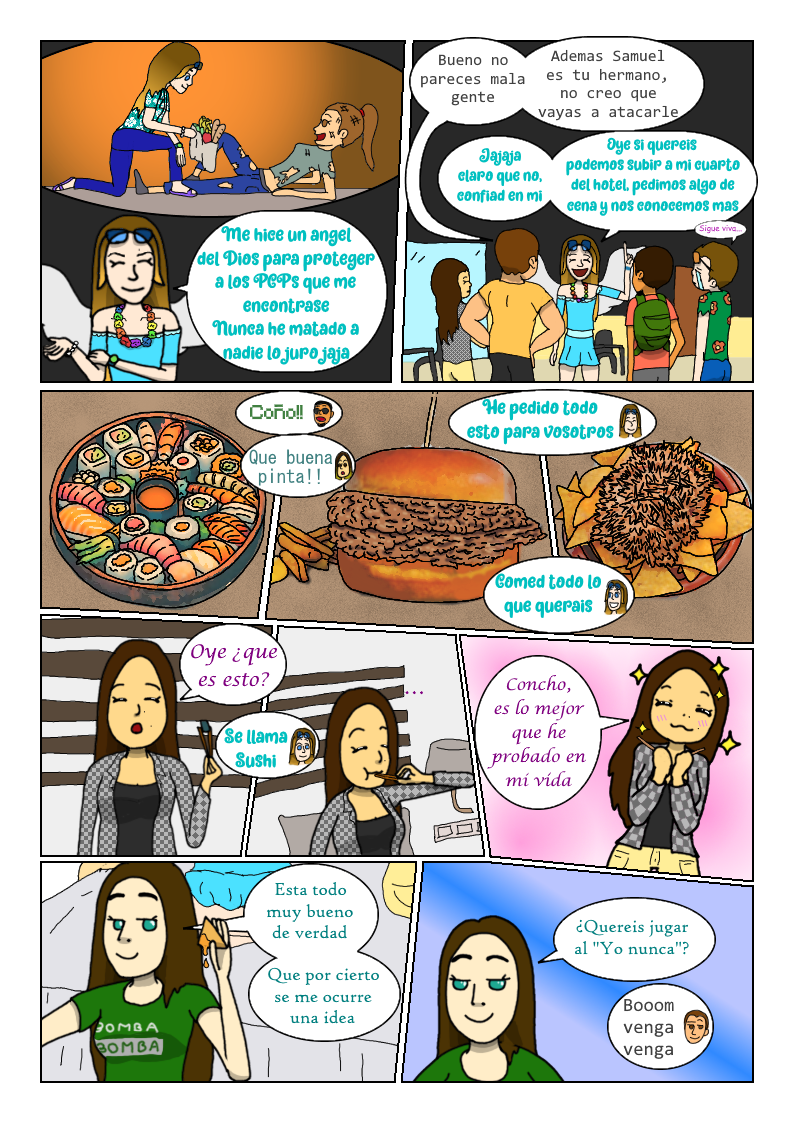 Me hice un angel
del Dios para proteger
a los PCPs que me
encontrase
Nunca he matado a
nadie lo juro jaja
Bueno no
pareces mala
gente
Ademas Samuel
es tu hermano,
no creo que
vayas a atacarle
Jajaja
claro que no,
confiad en mi
Oye si quereis
podemos subir a mi cuarto
del hotel, pedimos algo de
cena y nos conocemos mas
Sigue viva...
Coño!!
Que buena
pinta!!
He pedido todo
esto para vosotros
Comed todo lo
que querais
Oye ¿que
es esto?
Se llama
Sushi
...
Concho,
es lo mejor
que he
probado en
mi vida
Esta todo
muy bueno
de verdad
Que por cierto
se me ocurre
una idea
BOMBA
BOMBA
¿Quereis jugar
al "Yo nunca"?
Booom
venga
venga